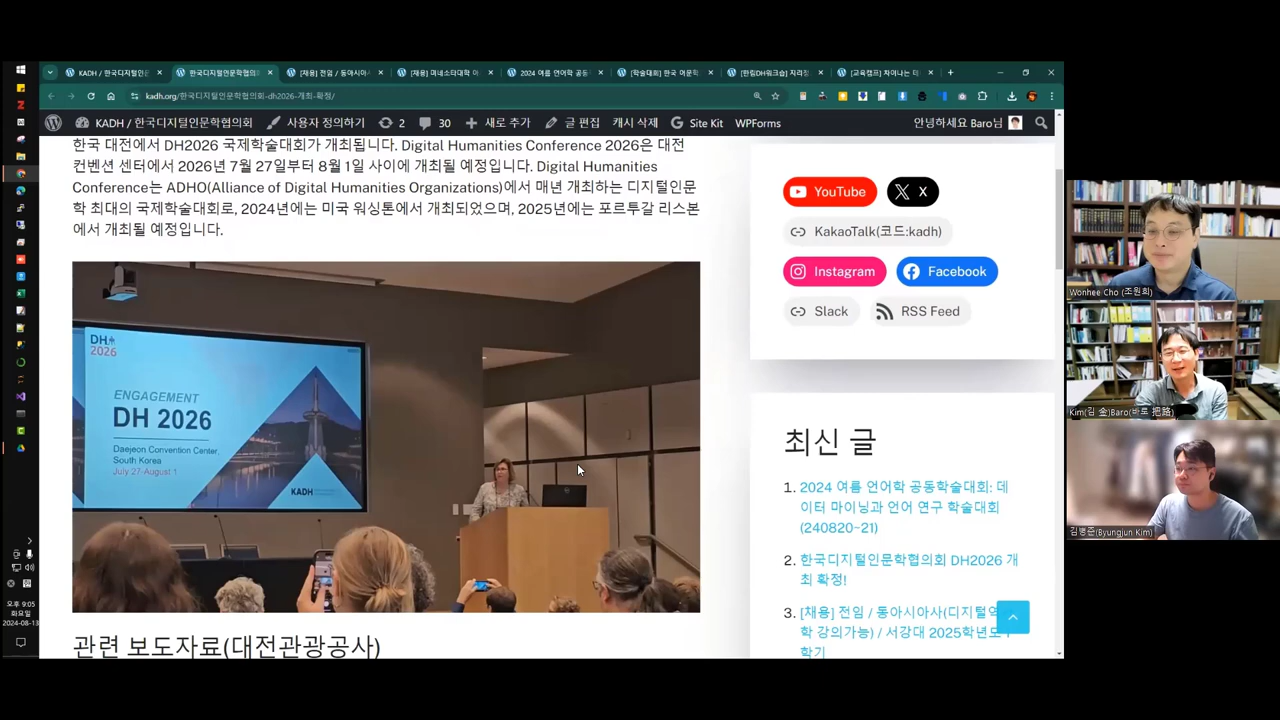 KADH / 한국디지털인문
한국디지털인문학협의회
[채용] 전임 / 동아시아사
[채용] 미네소타대학
2024 여름 언어학 공동
[학술대회] 한국 어문학
[한림DH워크숍] 지리정
[교육캠프] 차이나는 디
kadh.org/한국디지털인문학협의회-dh2026-개최-확정/
KADH / 한국디지털인문학협의회
사용자 정의하기
2
30
새로 추가
글 편집
캐시 삭제
Site Kit
WPForms
안녕하세요 Baro님
한국 대전에서 DH2026 국제학술대회가 개최됩니다. Digital Humanities Conference 2026은 대전
컨벤션 센터에서 2026년 7월 27일부터 8월 1일 사이에 개최될 예정입니다. Digital Humanities
Conference는 ADHO(Alliance of Digital Humanities Organizations)에서 매년 개최하는 디지털인문
학 최대의 국제학술대회로, 2024년에는 미국 워싱톤에서 개최되었으며, 2025년에는 포르투갈 리스본
에서 개최될 예정입니다.
DH
2026
ENGAGEMENT
DH 2026
Daejeon Convention Center,
South Korea
July 27-August 1
KADH
관련 보도자료(대전관광공사)
YouTube
X
KakaoTalk(코드:kadh)
Instagram
Facebook
Slack
RSS Feed
최신 글
1. 2024 여름 언어학 공동학술대회: 데
이터 마이닝과 언어 연구 학술대회
(240820~21)
2. 한국디지털인문학협의회 DH2026 개
최 확정!
3. [채용] 전임 / 동아시아사(디지털역
학 강의가능) / 서강대 2025학년도
학기
Wonhee Cho (조원희)
Kim(김 金)Baro(바로 把路)
김병준(Byungjun Kim)
오후 9:05
화요일
2024-08-13